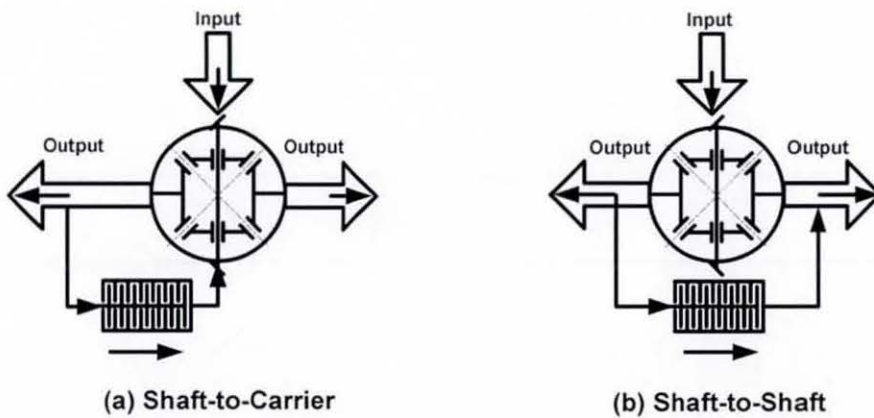 Input
Output
Output
(a) Shaft-to-Carrier
Input
Output
Output
(b) Shaft-to-Shaft